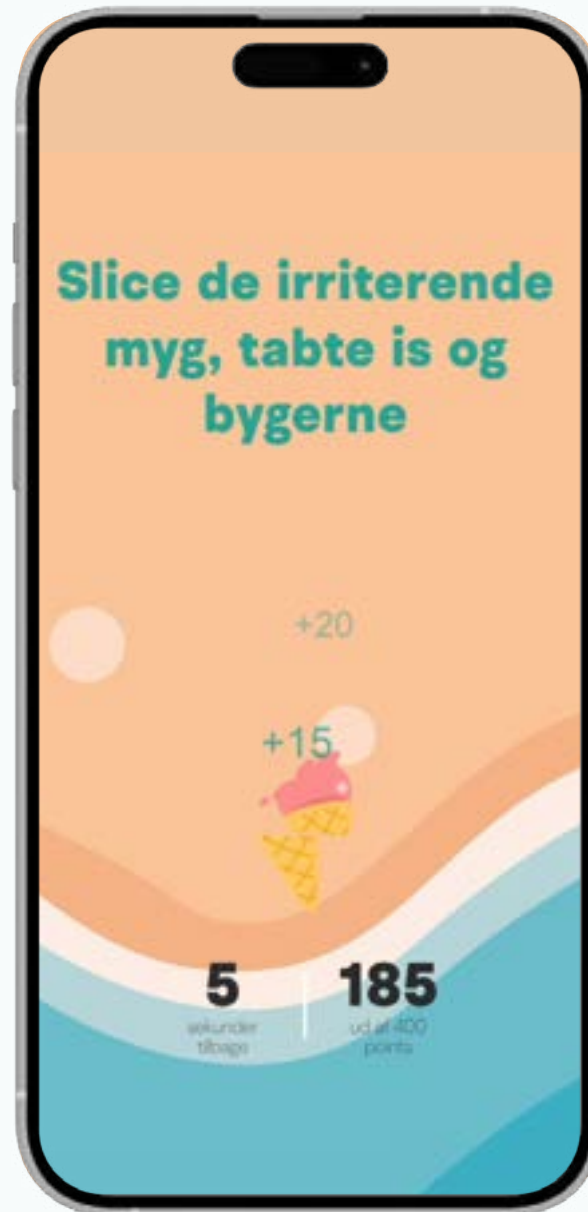 Slice de irriterende
myg, tabte is og
bygerne
+20
+15
5
sekunder
tilbage
185
ud af 400
points